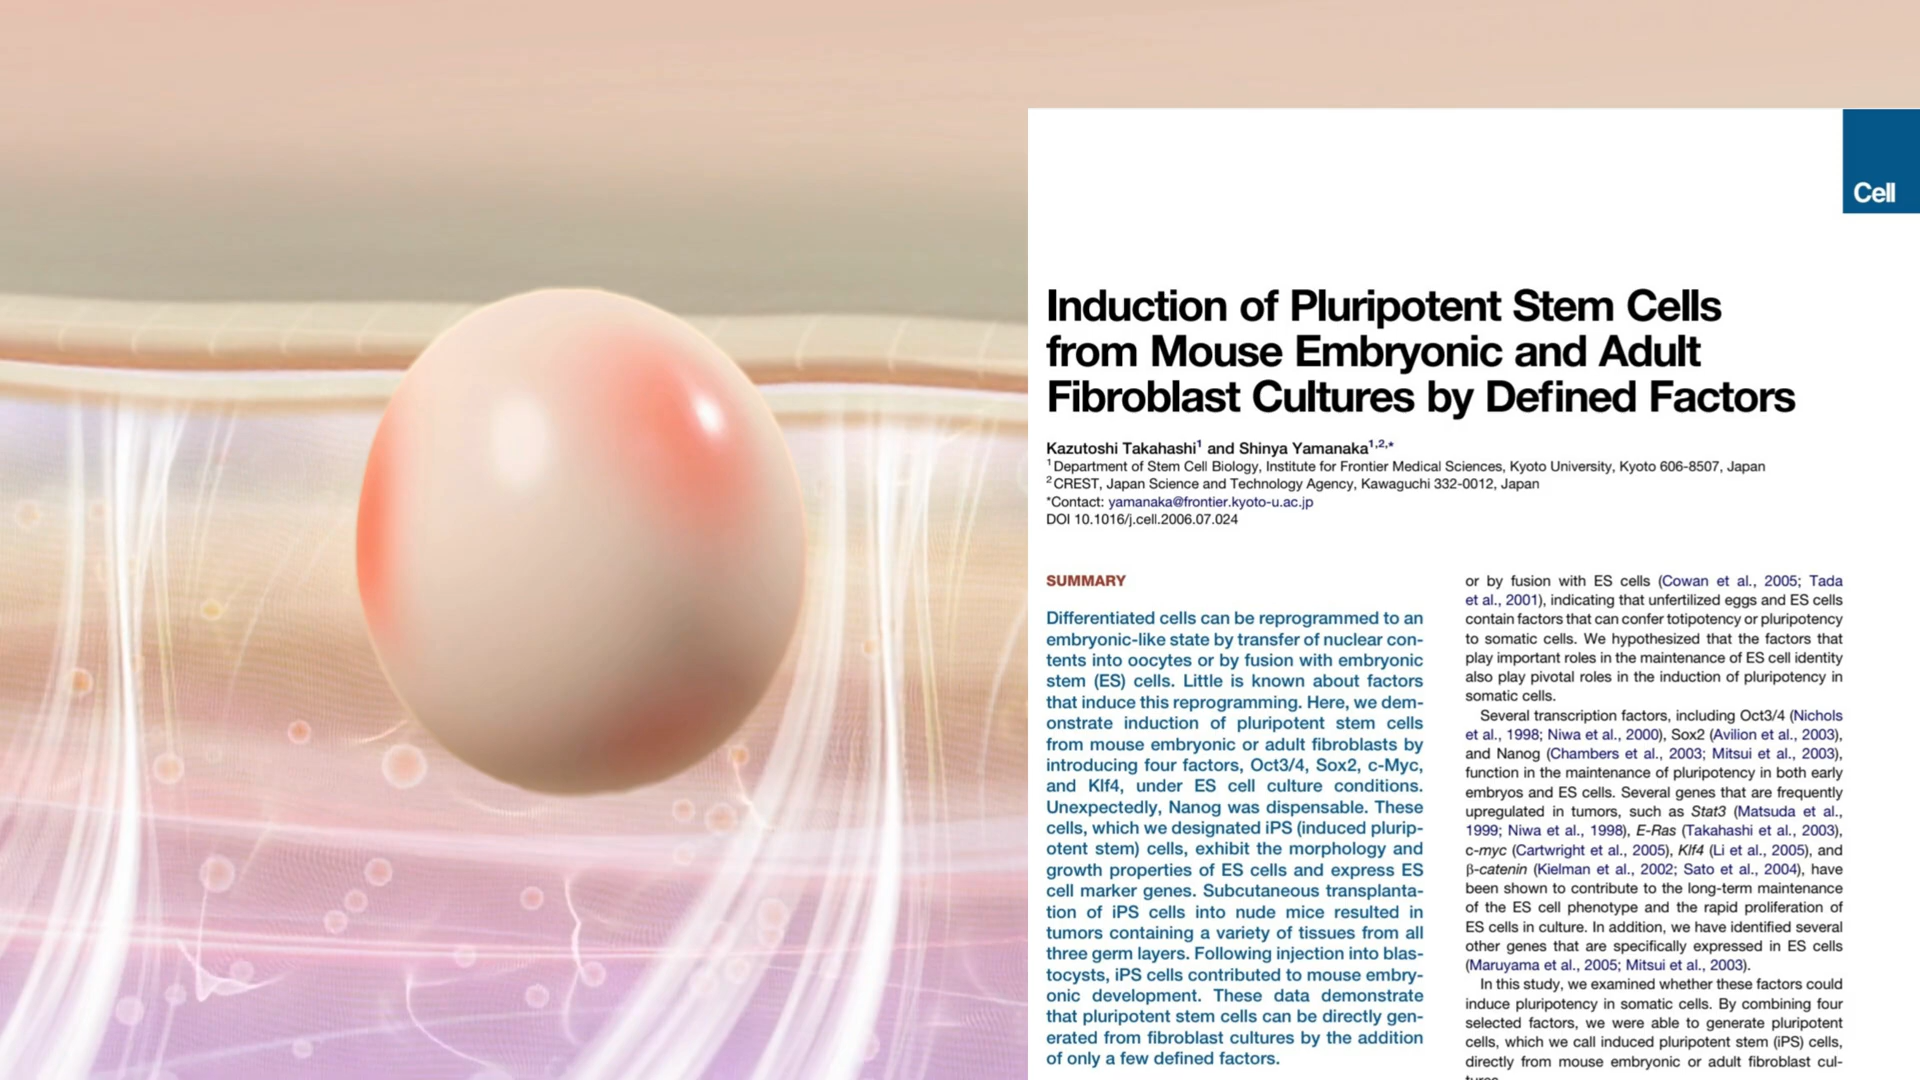 Cell
Induction of Pluripotent Stem Cells
from Mouse Embryonic and Adult
Fibroblast Cultures by Defined Factors
Kazutoshi Takahashi1 and Shinya Yamanaka1,2,*
1 Department of Stem Cell Biology, Institute for Frontier Medical Sciences, Kyoto University, Kyoto 606-8507, Japan
2 CREST, Japan Science and Technology Agency, Kawaguchi 332-0012, Japan
*Contact: yamanaka@frontier.kyoto-u.ac.jp
DOI 10.1016/j.cell.2006.07.024
SUMMARY
Differentiated cells can be reprogrammed to an
embryonic-like state by transfer of nuclear con-
tents into oocytes or by fusion with embryonic
stem (ES) cells. Little is known about factors
that induce this reprogramming. Here, we dem-
onstrate induction of pluripotent stem cells
from mouse embryonic or adult fibroblasts by
introducing four factors, Oct3/4, Sox2, c-Myc,
and Klf4, under ES cell culture conditions.
Unexpectedly, Nanog was dispensable. These
cells, which we designated iPS (induced plurip-
otent stem) cells, exhibit the morphology and
growth properties of ES cells and express ES
cell marker genes. Subcutaneous transplanta-
tion of iPS cells into nude mice resulted in
tumors containing a variety of tissues from all
three germ layers. Following injection into blas-
tocysts, iPS cells contributed to mouse embry-
onic development. These data demonstrate
that pluripotent stem cells can be directly gen-
erated from fibroblast cultures by the addition
of only a few defined factors.
or by fusion with ES cells (Cowan et al., 2005; Tada
et al., 2001), indicating that unfertilized eggs and ES cells
contain factors that can confer totipotency or pluripotency
to somatic cells. We hypothesized that the factors that
play important roles in the maintenance of ES cell identity
also play pivotal roles in the induction of pluripotency in
somatic cells.
Several transcription factors, including Oct3/4 (Nichols
et al., 1998; Niwa et al., 2000), Sox2 (Avilion et al., 2003),
and Nanog (Chambers et al., 2003; Mitsui et al., 2003),
function in the maintenance of pluripotency in both early
embryos and ES cells. Several genes that are frequently
upregulated in tumors, such as Stat3 (Matsuda et al.,
1999; Niwa et al., 1998), E-Ras (Takahashi et al., 2003),
c-myc (Cartwright et al., 2005), Klf4 (Li et al., 2005), and
β-catenin (Kielman et al., 2002; Sato et al., 2004), have
been shown to contribute to the long-term maintenance
of the ES cell phenotype and the rapid proliferation of
ES cells in culture. In addition, we have identified several
other genes that are specifically expressed in ES cells
(Maruyama et al., 2005; Mitsui et al., 2003).
In this study, we examined whether these factors could
induce pluripotency in somatic cells. By combining four
selected factors, we were able to generate pluripotent
cells, which we call induced pluripotent stem (iPS) cells,
directly from mouse embryonic or adult fibroblast cul-